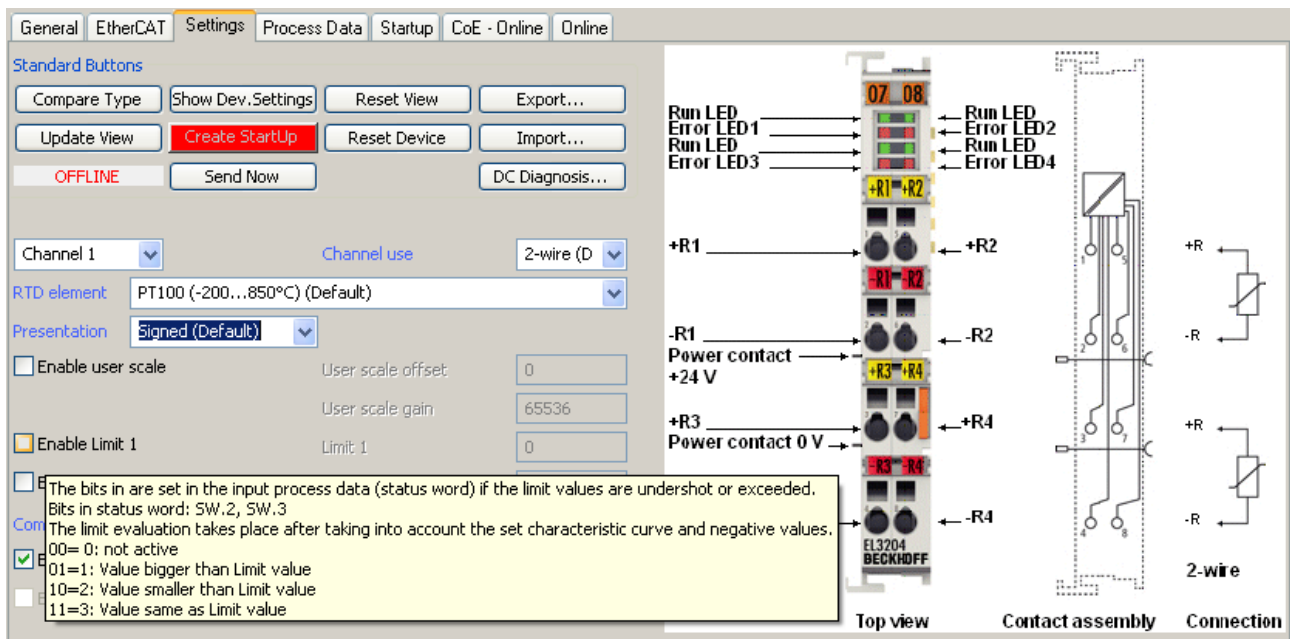 General EtherCAT Settings Process Data Startup CoE - Online Online
Standard Buttons
Compare Type Show Dev.Settings Reset View Export...
Update View Create StartUp Reset Device Import...
OFFLINE Send Now DC Diagnosis...
Channel 1 Channel use 2-wire (D
RTD element PT100 (-200...850°C) (Default)
Presentation Signed (Default)
Enable user scale User scale offset 0
User scale gain 65536
Enable Limit 1 Limit 1 0
The bits in are set in the input process data (status word) if the limit values are undershot or exceeded.
Bits in status word: SW.2, SW.3
The limit evaluation takes place after taking into account the set characteristic curve and negative values.
00= 0: not active
01=1: Value bigger than Limit value
10=2: Value smaller than Limit value
11=3: Value same as Limit value
07 08
Run LED Run LED
Error LED1 Error LED2
Run LED Run LED
Error LED3 Error LED4
+R1 +R2
+R1 +R2
-R1 -R2
-R1 -R2
Power contact
+24 V
+R3 +R4
+R3 +R4
Power contact 0 V
-R3 -R4
-R4
EL3204
BECKHOFF
Top view
1 5
2 6
3 7
4 8
Contact assembly
+R
-R
+R
-R
2-wire
Connection